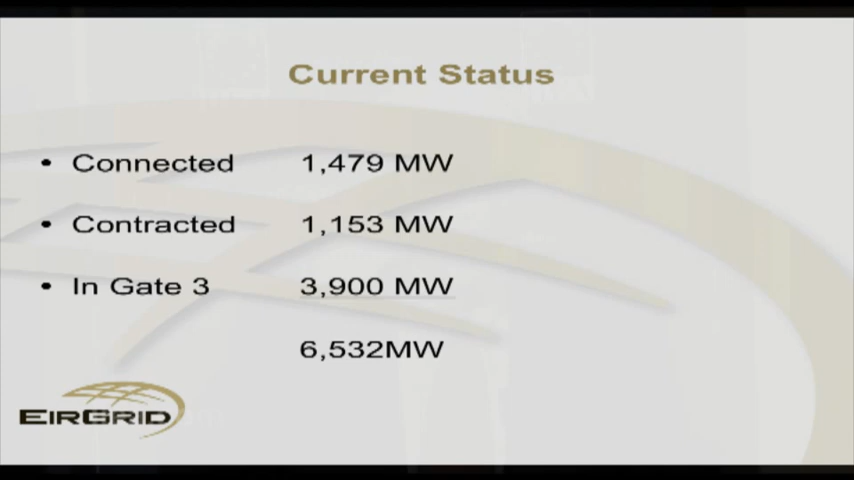 Current Status
• Connected 1,479 MW
• Contracted 1,153 MW
• In Gate 3 3,900 MW
6,532MW
EIRGRID